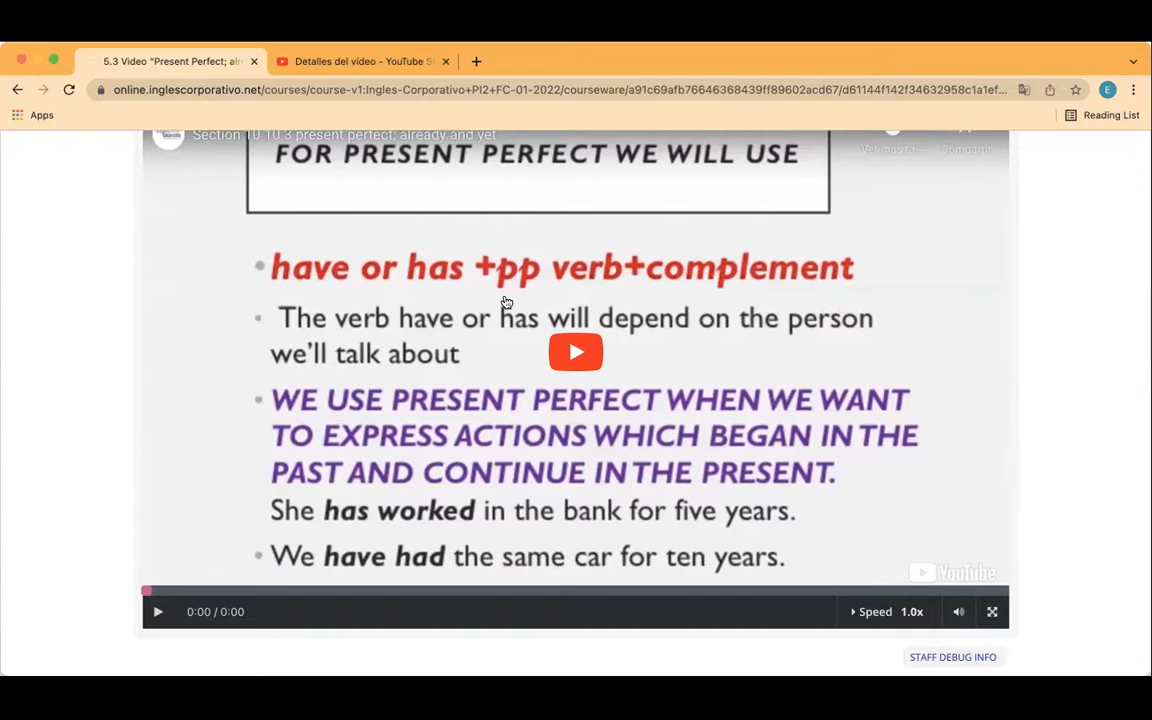 5.3 Video "Present Perfect; alr
Detalles del vídeo - YouTube S
online.inglescorporativo.net/courses/course-v1:Ingles-Corporativo+PI2+FC-01-2022/courseware/a91c69afb76646368439ff89602acd67/d61144f142f34632958c1a1ef...
E
Apps
Reading List
Section 10 10 3 present perfect; already and yet
Compartir
FOR PRESENT PERFECT WE WILL USE
• have or has +pp verb+complement
• The verb have or has will depend on the person
we'll talk about
• WE USE PRESENT PERFECT WHEN WE WANT
TO EXPRESS ACTIONS WHICH BEGAN IN THE
PAST AND CONTINUE IN THE PRESENT.
She has worked in the bank for five years.
• We have had the same car for ten years.
YouTube
0:00 / 0:00
Speed 1.0x
STAFF DEBUG INFO